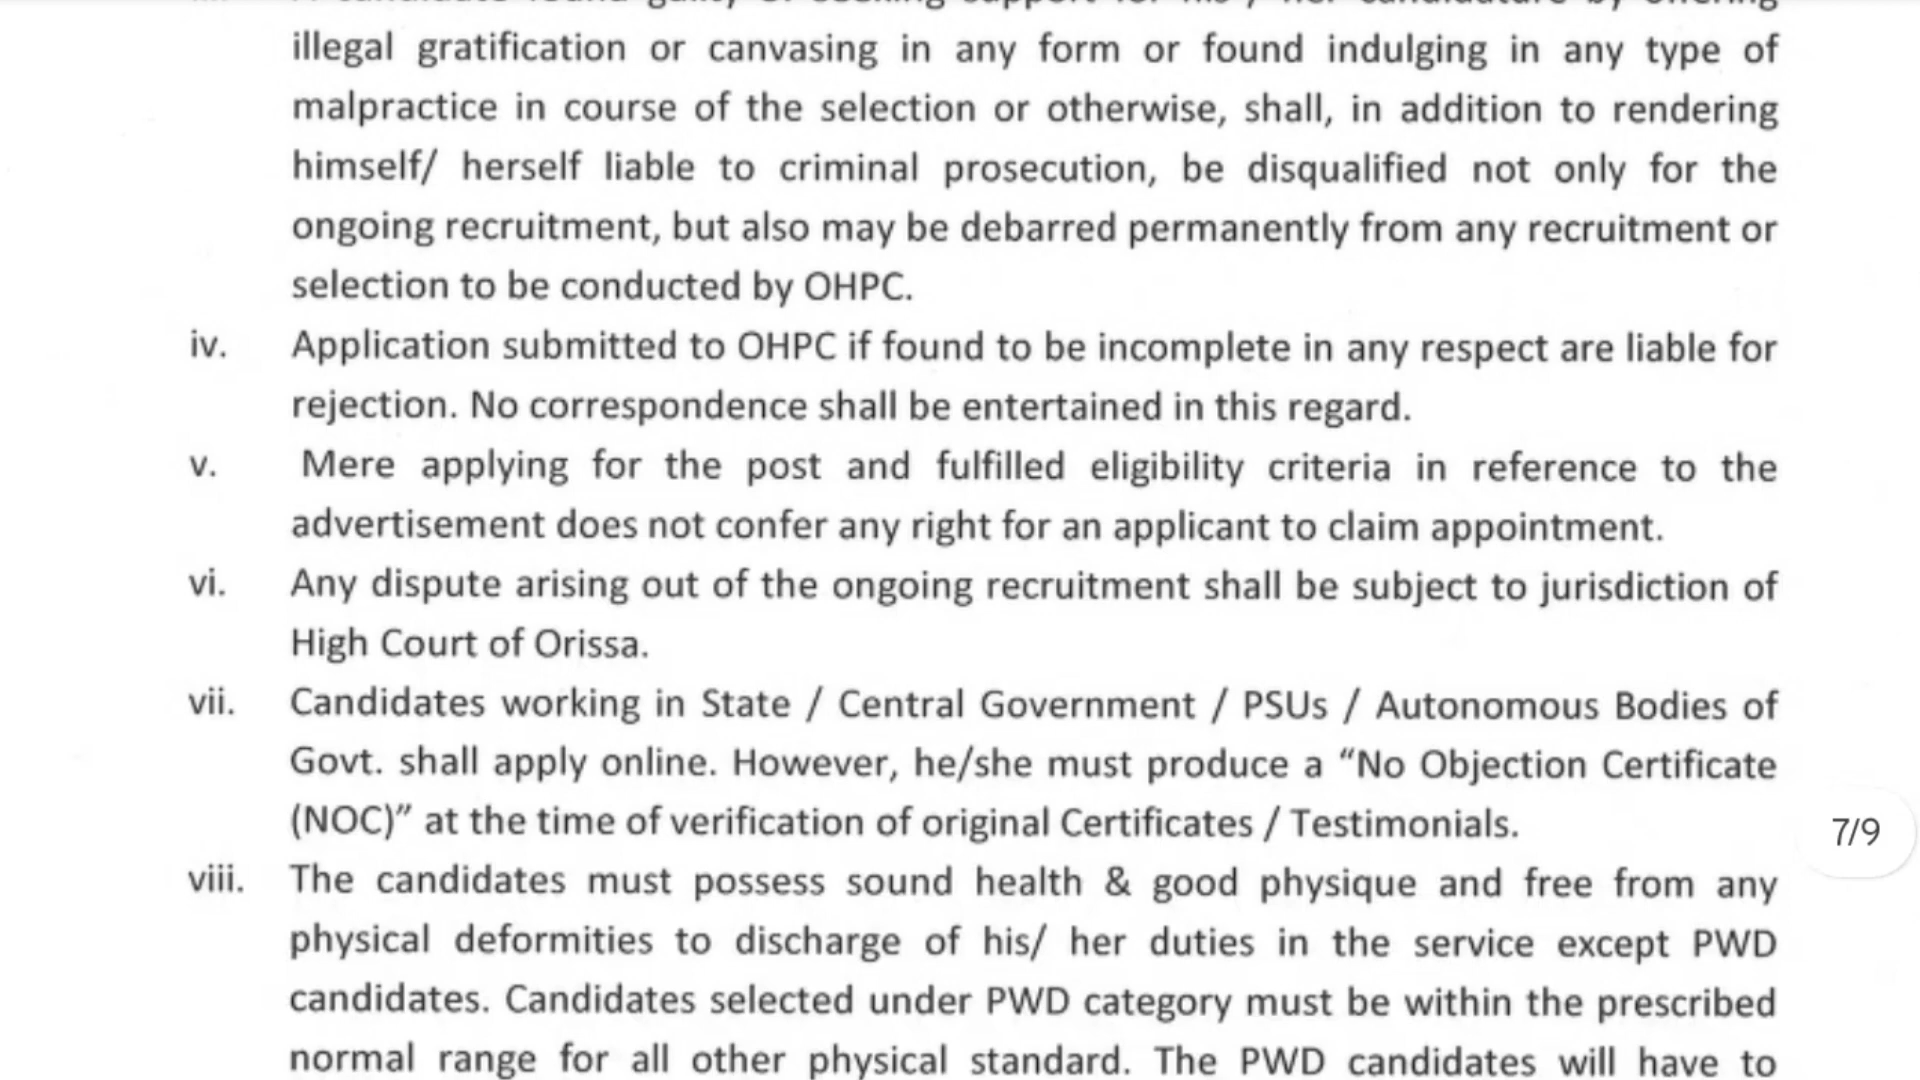 illegal gratification or canvasing in any form or found indulging in any type of
malpractice in course of the selection or otherwise, shall, in addition to rendering
himself/ herself liable to criminal prosecution, be disqualified not only for the
ongoing recruitment, but also may be debarred permanently from any recruitment or
selection to be conducted by OHPC.
iv. Application submitted to OHPC if found to be incomplete in any respect are liable for
rejection. No correspondence shall be entertained in this regard.
v. Mere applying for the post and fulfilled eligibility criteria in reference to the
advertisement does not confer any right for an applicant to claim appointment.
vi. Any dispute arising out of the ongoing recruitment shall be subject to jurisdiction of
High Court of Orissa.
vii. Candidates working in State / Central Government / PSUs / Autonomous Bodies of
Govt. shall apply online. However, he/she must produce a “No Objection Certificate
(NOC)” at the time of verification of original Certificates / Testimonials.
7/9
viii. The candidates must possess sound health & good physique and free from any
physical deformities to discharge of his/ her duties in the service except PWD
candidates. Candidates selected under PWD category must be within the prescribed
normal range for all other physical standard. The PWD candidates will have to